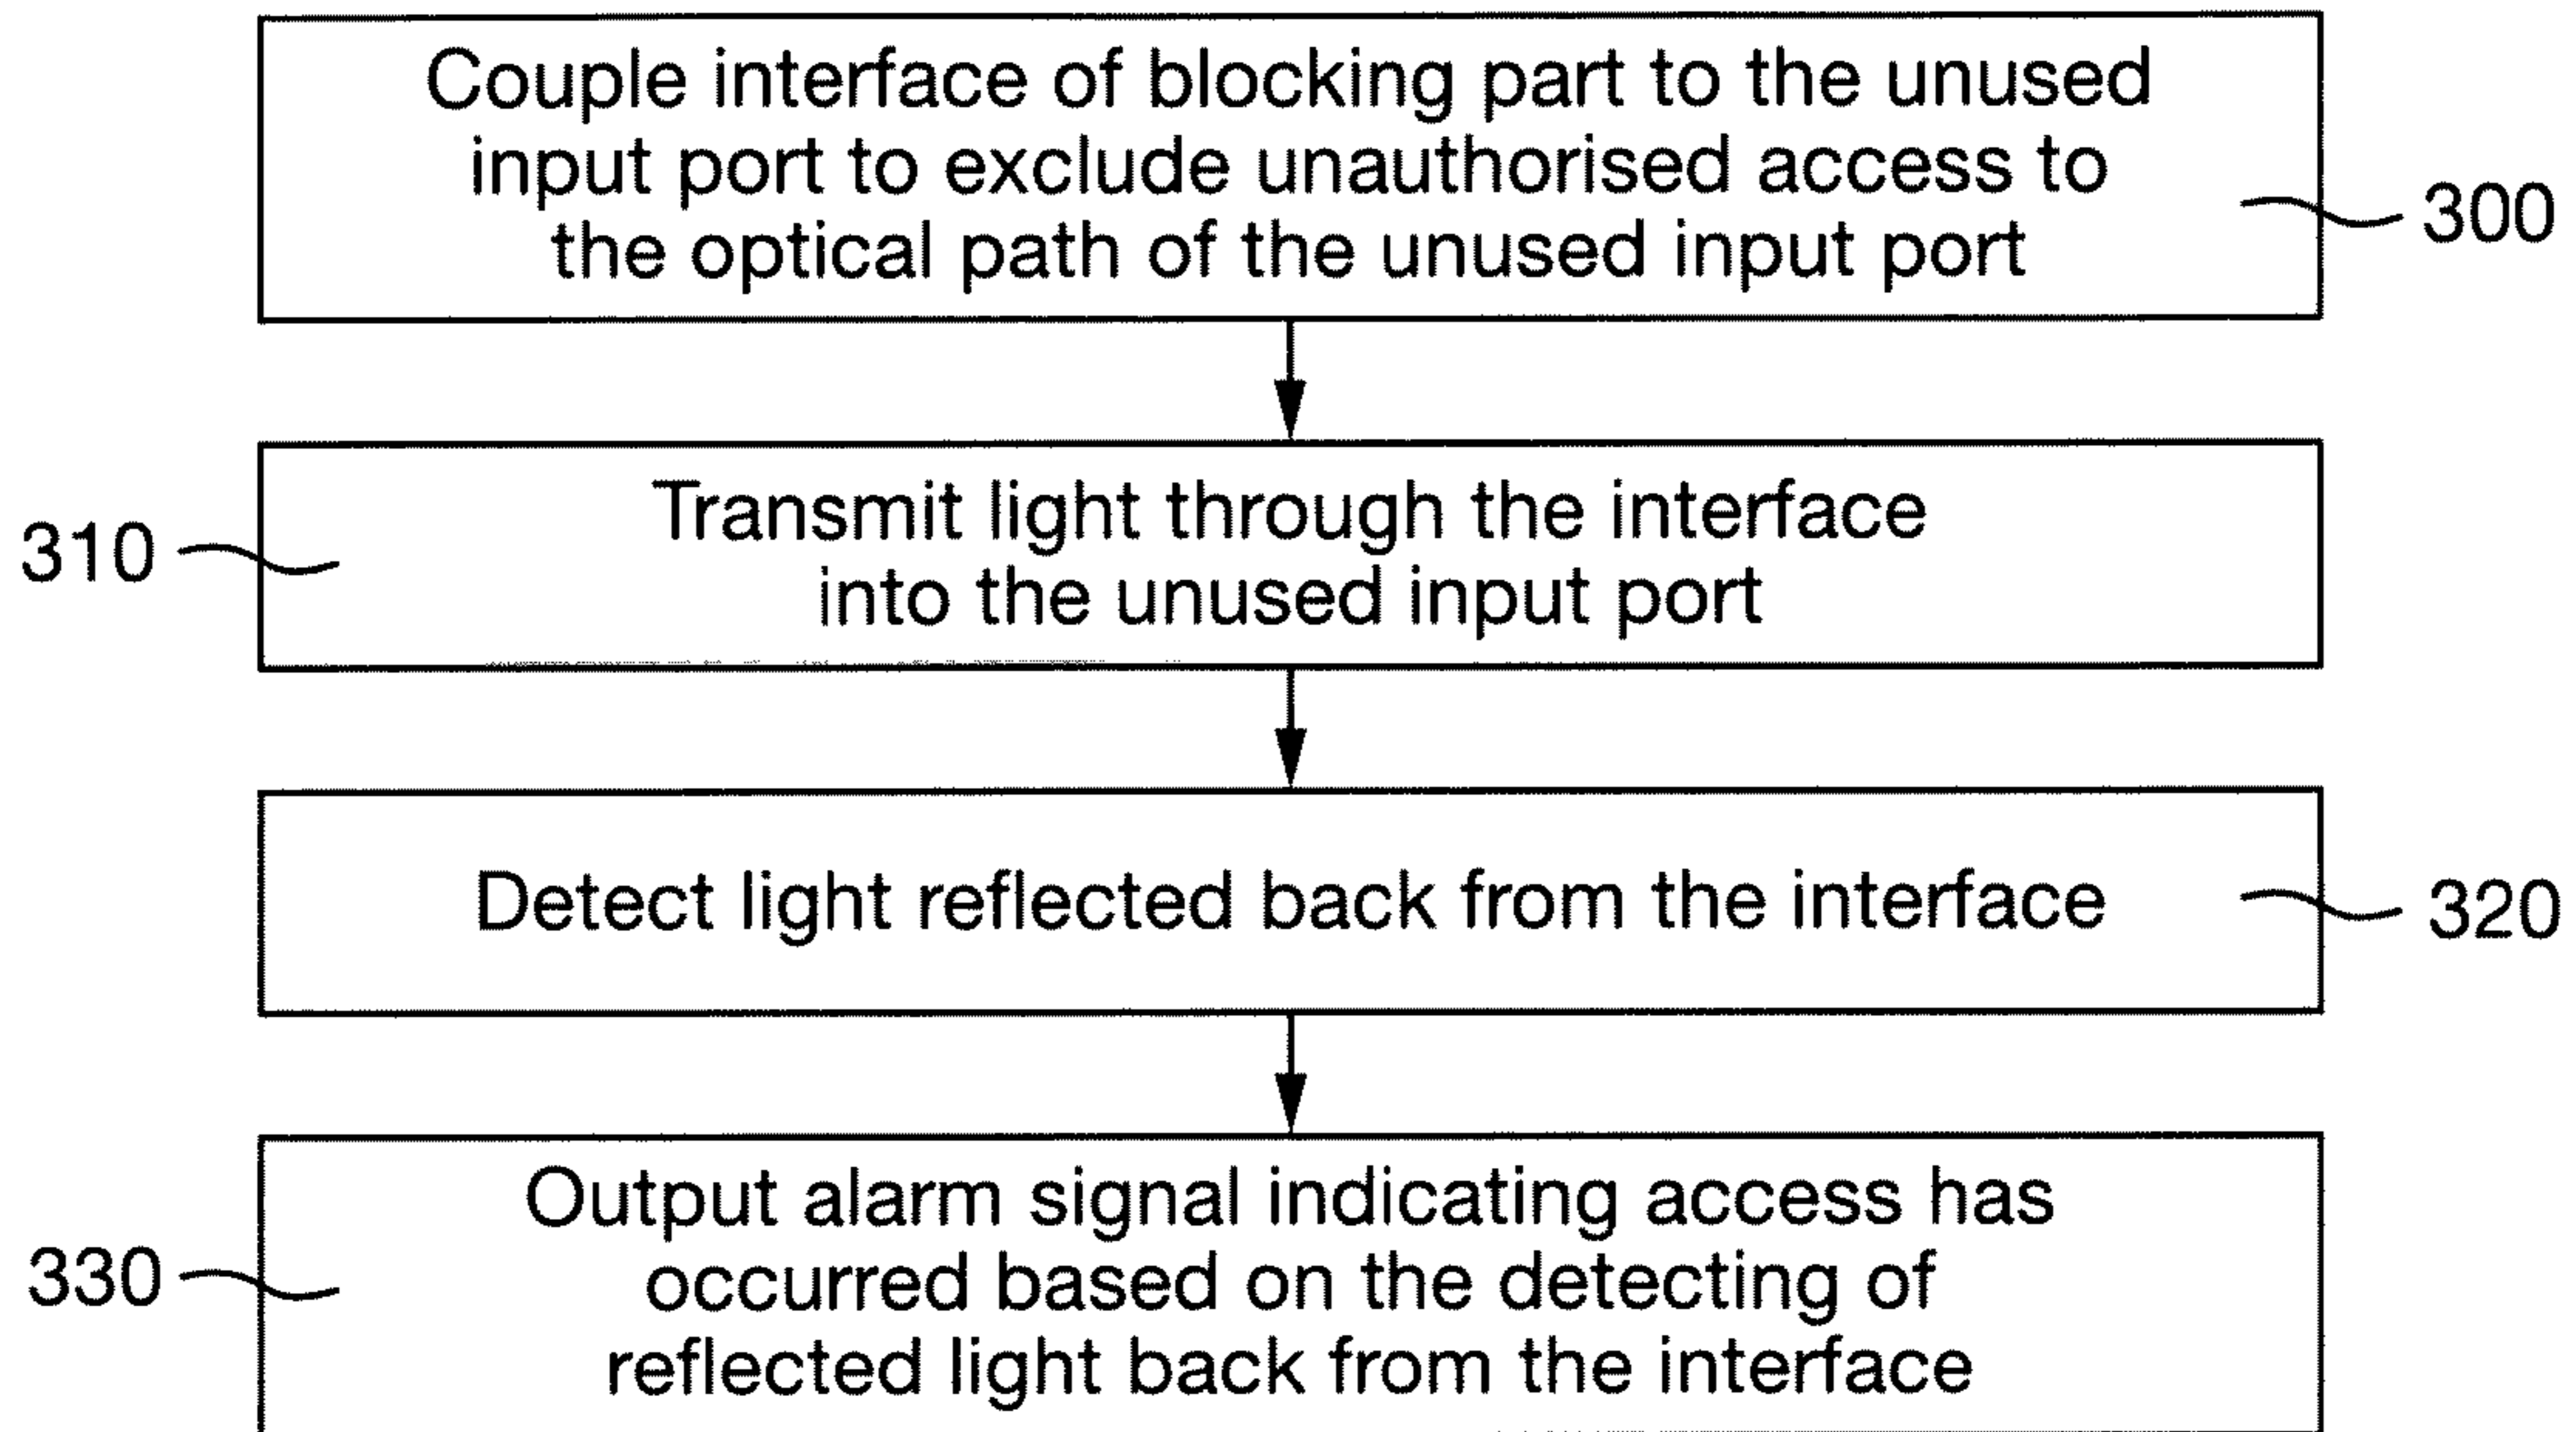 Couple interface of blocking part to the unused
input port to exclude unauthorised access to
the optical path of the unused input port
300
Transmit light through the interface
into the unused input port
310
Detect light reflected back from the interface
320
Output alarm signal indicating access has
occurred based on the detecting of
reflected light back from the interface
330